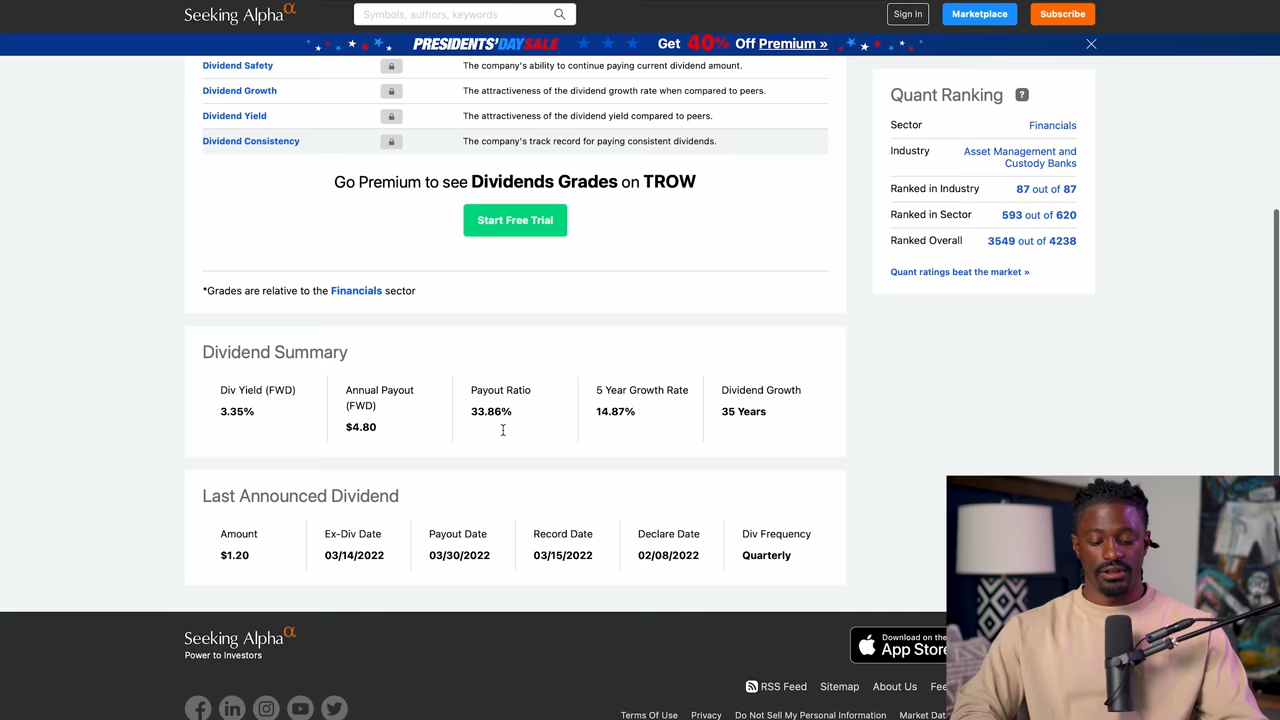 Seeking Alpha α
Symbols, authors, keywords
Sign In
Marketplace
Subscribe
PRESIDENTS'DAYSALE
Get 40% Off Premium »
Dividend Safety
The company's ability to continue paying current dividend amount.
Dividend Growth
The attractiveness of the dividend growth rate when compared to peers.
Dividend Yield
The attractiveness of the dividend yield compared to peers.
Dividend Consistency
The company's track record for paying consistent dividends.
Go Premium to see Dividends Grades on TROW
Start Free Trial
*Grades are relative to the Financials sector
Quant Ranking ?
Sector
Financials
Industry
Asset Management and
Custody Banks
Ranked in Industry
87 out of 87
Ranked in Sector
593 out of 620
Ranked Overall
3549 out of 4238
Quant ratings beat the market »
Dividend Summary
Div Yield (FWD)
3.35%
Annual Payout
(FWD)
$4.80
Payout Ratio
33.86%
5 Year Growth Rate
14.87%
Dividend Growth
35 Years
Last Announced Dividend
Amount
$1.20
Ex-Div Date
03/14/2022
Payout Date
03/30/2022
Record Date
03/15/2022
Declare Date
02/08/2022
Div Frequency
Quarterly
Seeking Alpha α
Power to Investors
Download on the
App Store
RSS Feed
Sitemap
About Us
Terms Of Use
Privacy
Do Not Sell My Personal Information